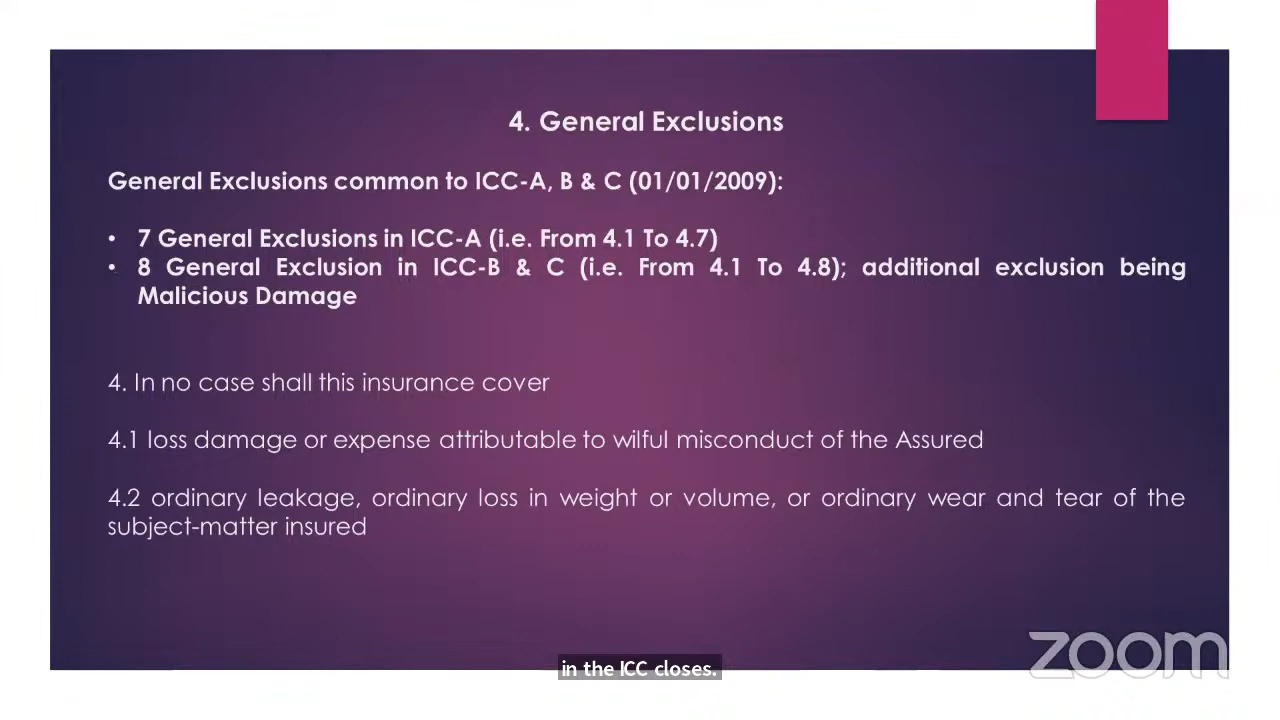 4. General Exclusions
General Exclusions common to ICC-A, B & C (01/01/2009):
• 7 General Exclusions in ICC-A (i.e. From 4.1 To 4.7)
• 8 General Exclusion in ICC-B & C (i.e. From 4.1 To 4.8); additional exclusion being
Malicious Damage
4. In no case shall this insurance cover
4.1 loss damage or expense attributable to wilful misconduct of the Assured
4.2 ordinary leakage, ordinary loss in weight or volume, or ordinary wear and tear of the
subject-matter insured
zoom
in the ICC closes.